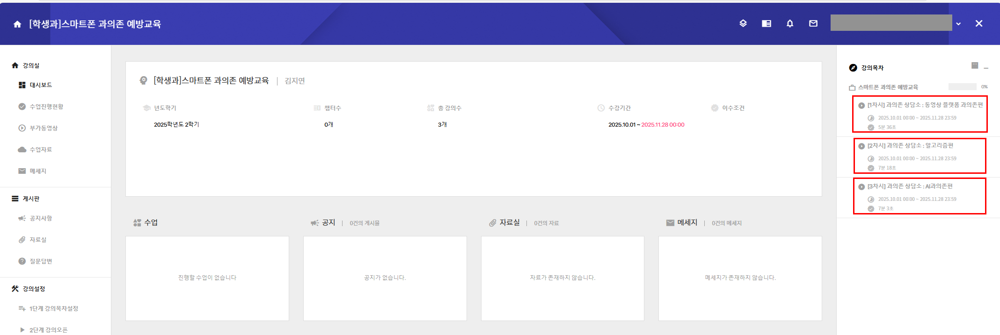 [학생과]스마트폰 과의존 예방교육
강의실
대시보드
수업진행현황
부가동영상
수업자료
메세지
게시판
공지사항
자료실
질문답변
강의설정
1단계 강의목차설정
2단계 강의오픈
[학생과]스마트폰 과의존 예방교육 | 김지연
년도학기 챕터수 총 강의수 수강기간 이수조건
2025학년도 2학기 0개 3개 2025.10.01 ~ 2025.11.28 00:00
수업
진행할 수업이 없습니다
공지 | 0건의 게시물
공지가 없습니다.
자료실 | 0건의 자료
자료가 존재하지 않습니다.
메세지 | 0건의 메세지
메세지가 존재하지 않습니다.
강의목차
스마트폰 과의존 예방교육 0%
[1차시] 과의존 상담소 : 동영상 플랫폼 과의존편
2025.10.01 00:00 ~ 2025.11.28 23:59
5분 36초
[2차시] 과의존 상담소 : 알고리즘편
2025.10.01 00:00 ~ 2025.11.28 23:59
7분 18초
[3차시] 과의존 상담소 : AI과의존편
2025.10.01 00:00 ~ 2025.11.28 23:59
7분 3초